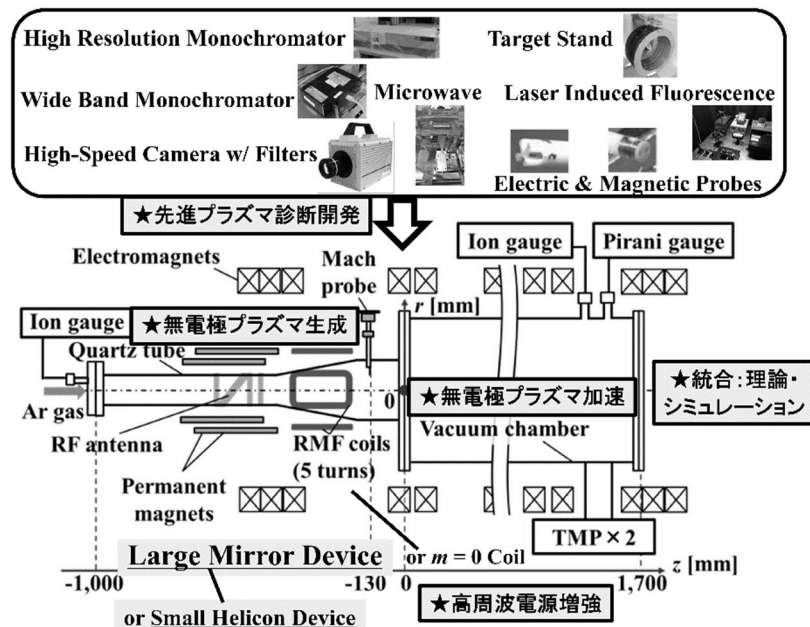 High Resolution Monochromator
Target Stand
Wide Band Monochromator
Microwave
Laser Induced Fluorescence
High-Speed Camera w/ Filters
Electric & Magnetic Probes
★先進プラズマ診断開発
Electromagnets
Mach
probe
Ion gauge
Pirani gauge
r [mm]
Ion gauge
★無電極プラズマ生成
Quartz tube
0
★無電極プラズマ加速
★統合:理論・
シミュレーション
Ar gas
RF antenna
RMF coils
(5 turns)
Vacuum chamber
Permanent
magnets
TMP × 2
Large Mirror Device
or m = 0 Coil
z [mm]
-1,000
-130
0
1,700
★高周波電源増強
or Small Helicon Device